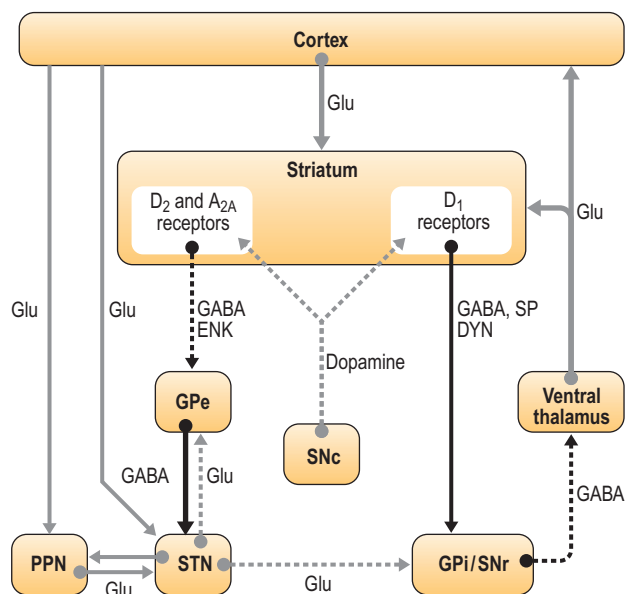 Cortex
Glu
Striatum
D2 and A2A
receptors
D1
receptors
Glu
Glu
Glu
GABA
ENK
GABA, SP
DYN
Dopamine
GPe
SNc
Ventral
thalamus
GABA
Glu
GABA
PPN
STN
GPi/SNr
Glu
Glu